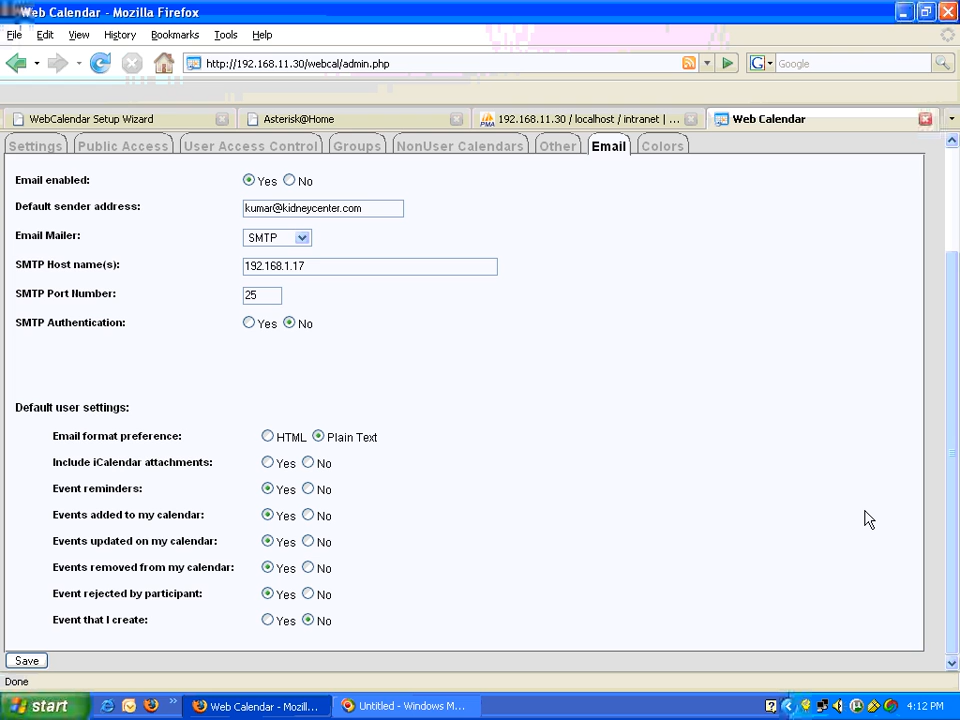 Web Calendar - Mozilla Firefox
File Edit View History Bookmarks Tools Help
http://192.168.11.30/webcal/admin.php
G Google
WebCalendar Setup Wizard Asterisk@Home PMA 192.168.11.30 / localhost / intranet | ... Web Calendar
Settings Public Access User Access Control Groups NonUser Calendars Other Email Colors
Email enabled: Yes No
Default sender address: kumar@kidneycenter.com
Email Mailer: SMTP
SMTP Host name(s): 192.168.1.17
SMTP Port Number: 25
SMTP Authentication: Yes No
Default user settings:
Email format preference: HTML Plain Text
Include iCalendar attachments: Yes No
Event reminders: Yes No
Events added to my calendar: Yes No
Events updated on my calendar: Yes No
Events removed from my calendar: Yes No
Event rejected by participant: Yes No
Event that I create: Yes No
Save
Done
start » Web Calendar - Mozill... Untitled - Windows M... 4:12 PM